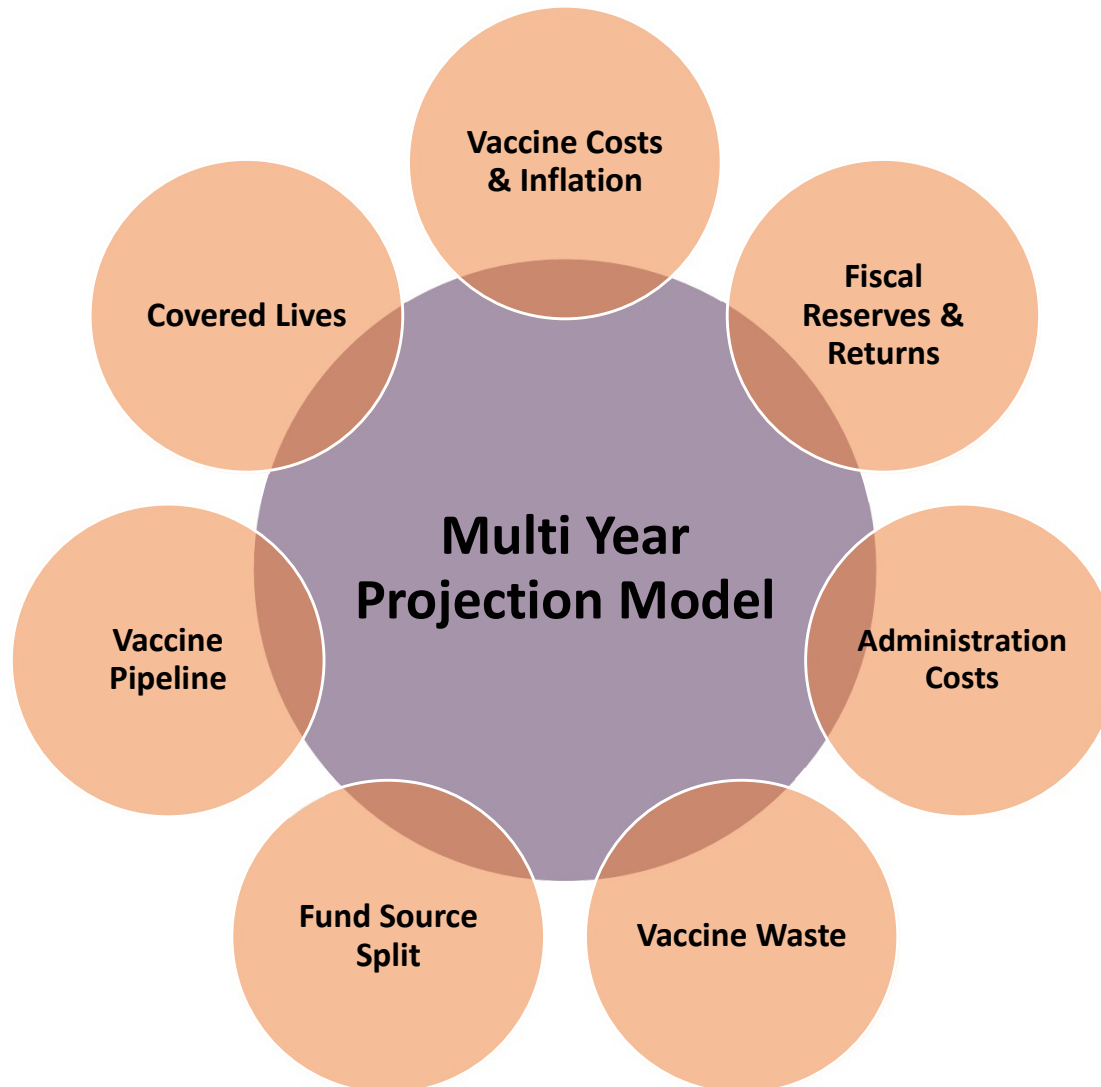 Vaccine Costs
& Inflation
Fiscal
Reserves &
Returns
Administration
Costs
Vaccine Waste
Fund Source
Split
Vaccine
Pipeline
Covered Lives
Multi Year
Projection Model